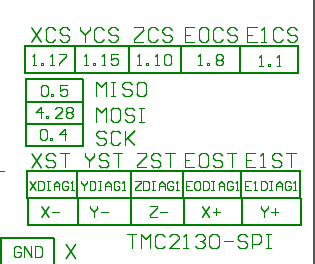 XCS YCS ZCS E0CS E1CS
1.17 1.15 1.10 1.8 1.1
0.5 MISO
4.28 MOSI
0.4 SCK
XST YST ZST E0ST E1ST
XDIAG1 YDIAG1 ZDIAG1 E0DIAG1 E1DIAG1
X- Y- Z- X+ Y+
TMC2130-SPI
GND X